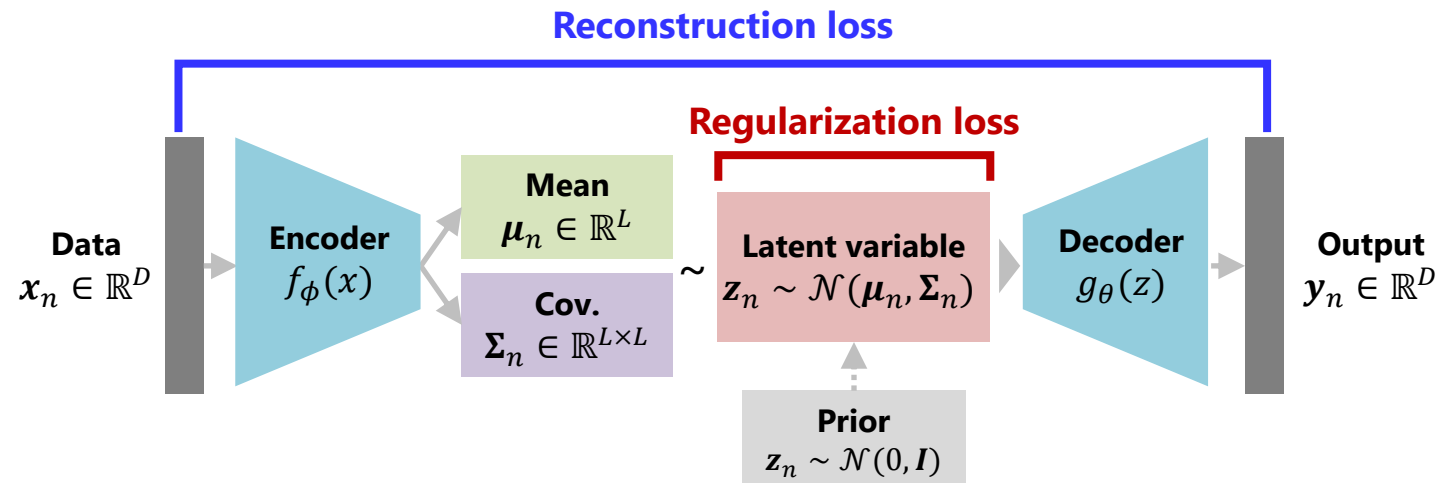 Reconstruction loss
Regularization loss
Data
𝒙ₙ ∈ ℝᴰ
Encoder
f_ϕ(x)
Mean
𝝁ₙ ∈ ℝᴸ
Cov.
𝚺ₙ ∈ ℝᴸˣᴸ
~
Latent variable
𝒛ₙ ~ 𝒩(𝝁ₙ, 𝚺ₙ)
Prior
𝒛ₙ ~ 𝒩(0, 𝑰)
Decoder
g_θ(z)
Output
𝒚ₙ ∈ ℝᴰ